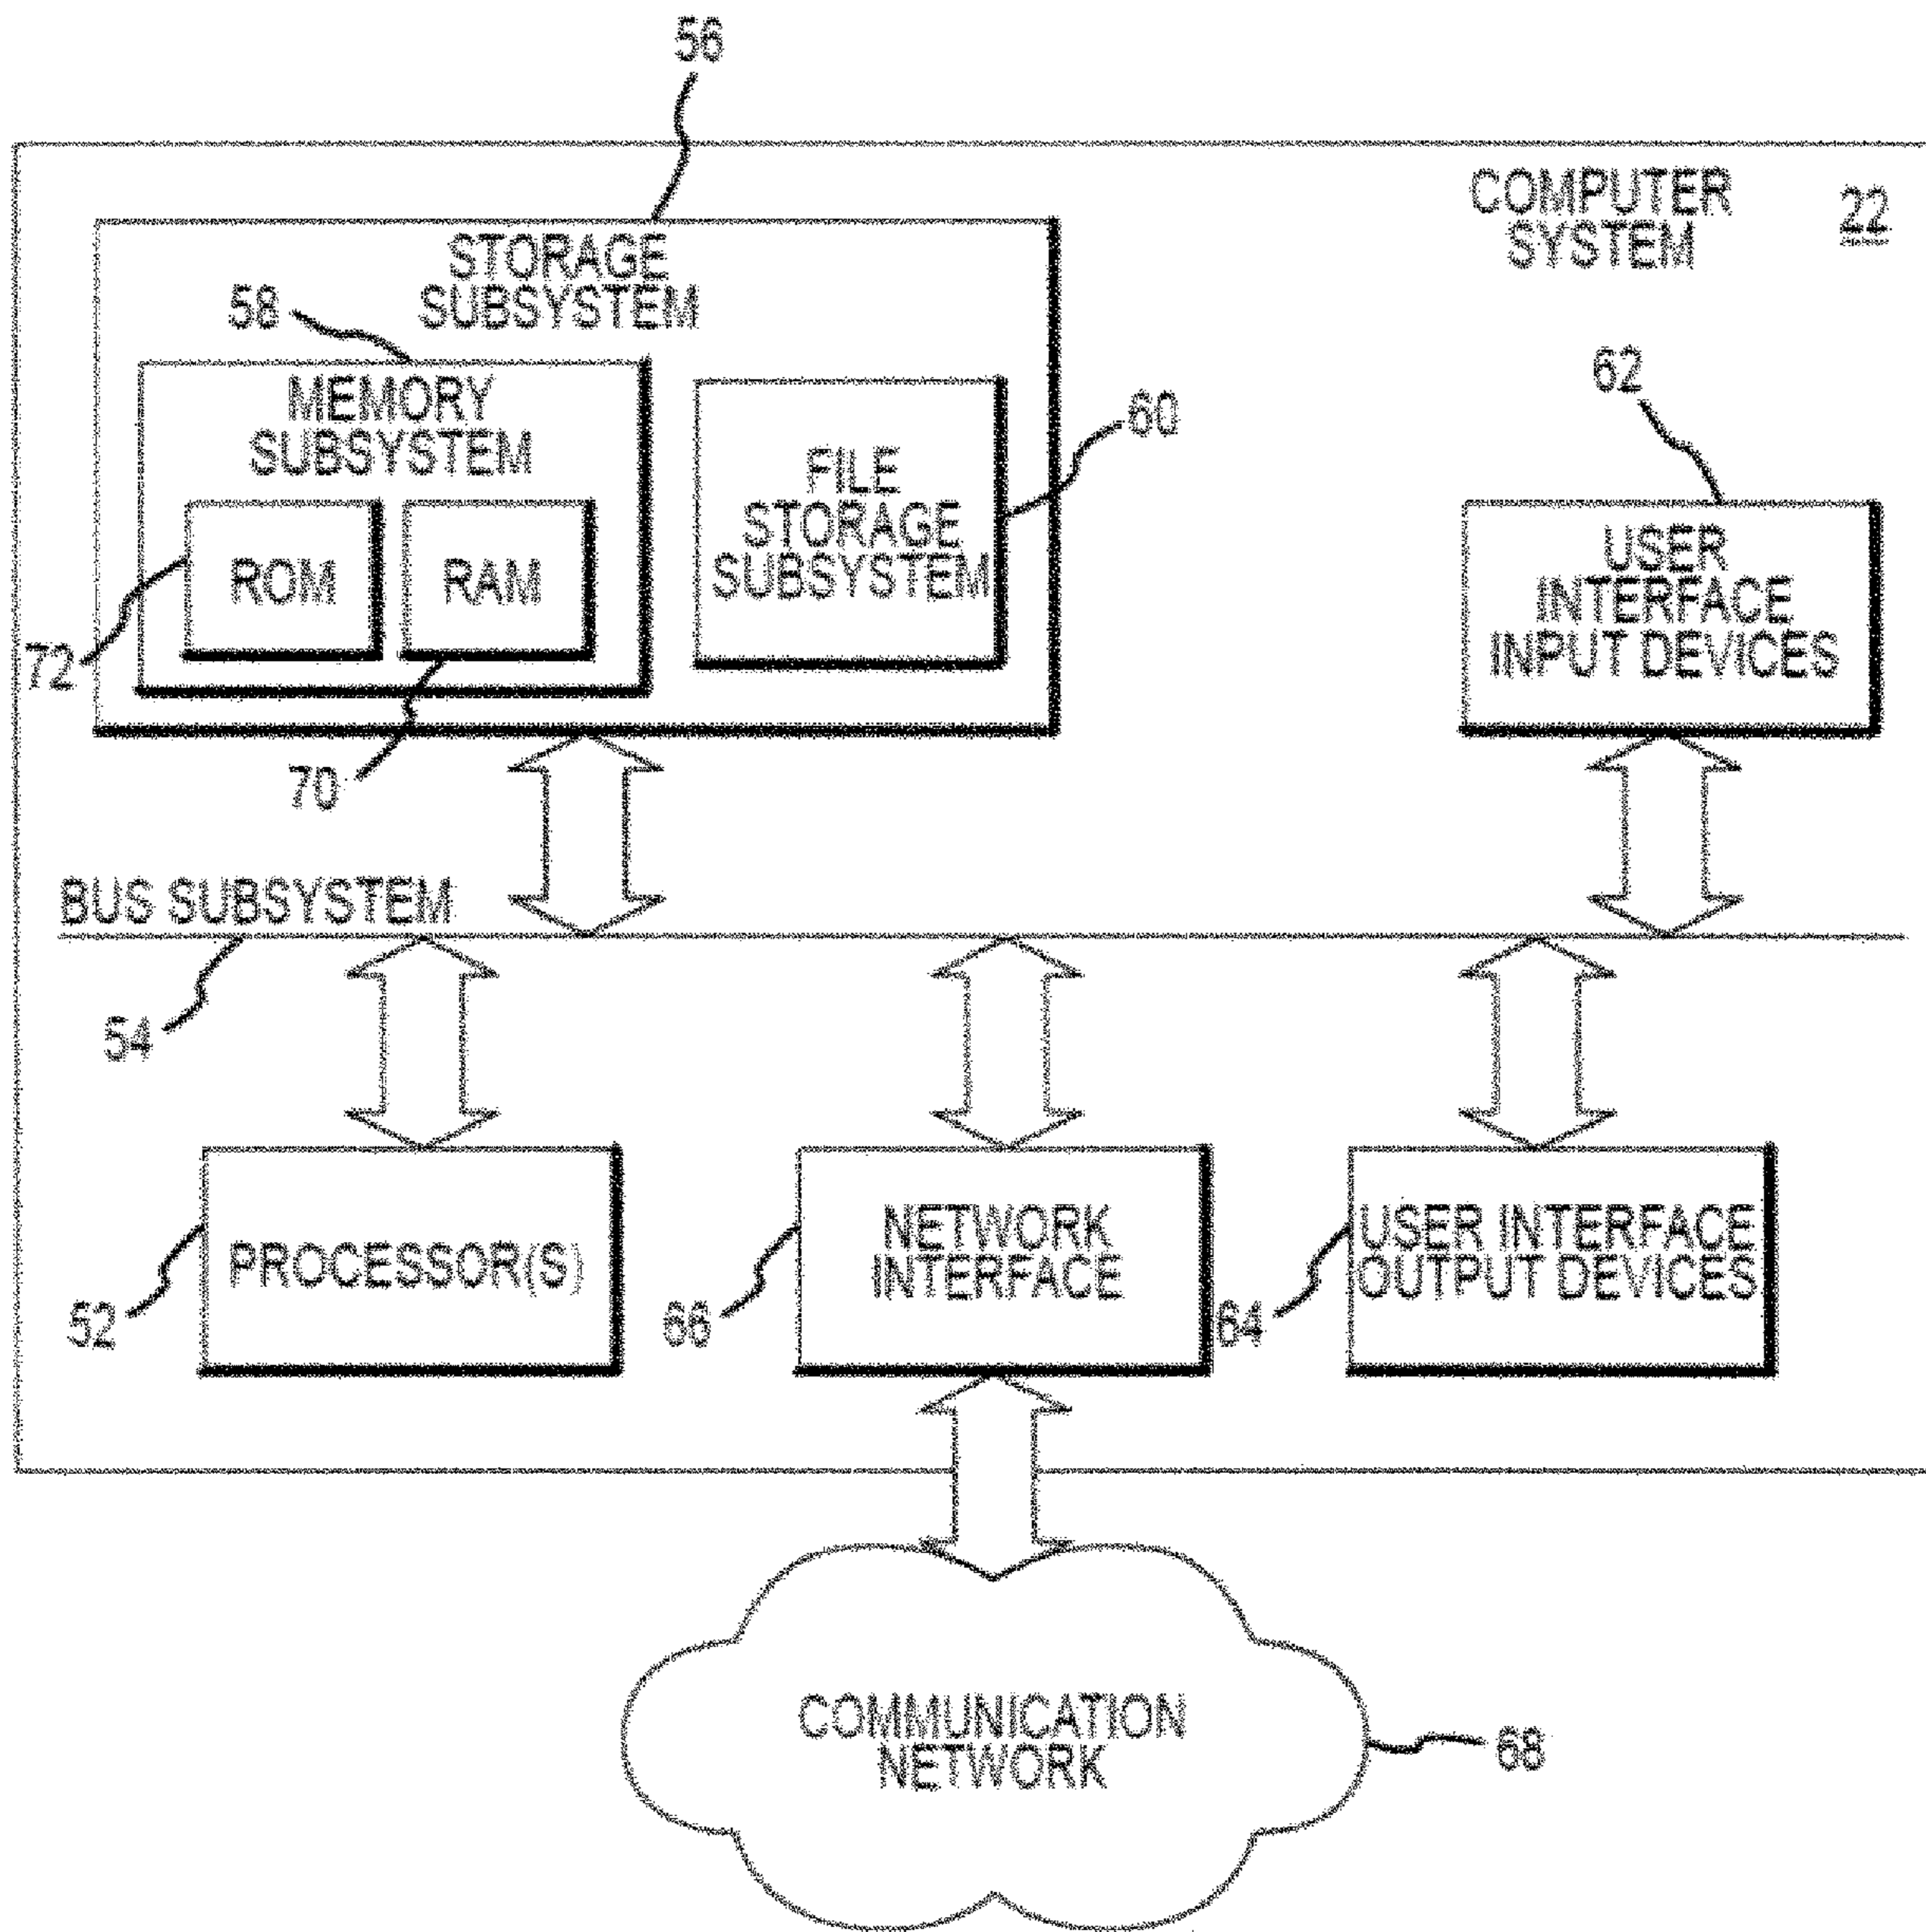 56
COMPUTER
SYSTEM
22
STORAGE
SUBSYSTEM
58
MEMORY
SUBSYSTEM
62
60
FILE
STORAGE
SUBSYSTEM
ROM
RAM
USER
INTERFACE
INPUT DEVICES
72
70
BUS SUBSYSTEM
54
PROCESSOR(S)
NETWORK
INTERFACE
USER INTERFACE
OUTPUT DEVICES
52
66
64
COMMUNICATION
NETWORK
68